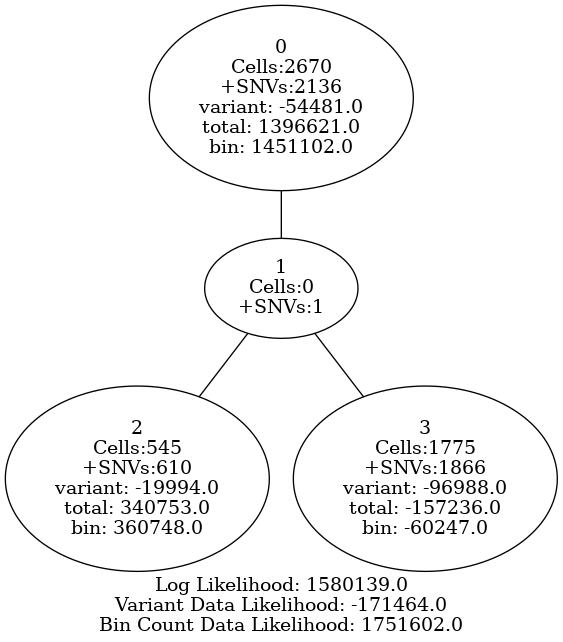 0
Cells:2670
+SNVs:2136
variant: -54481.0
total: 1396621.0
bin: 1451102.0
1
Cells:0
+SNVs:1
2
Cells:545
+SNVs:610
variant: -19994.0
total: 340753.0
bin: 360748.0
3
Cells:1775
+SNVs:1866
variant: -96988.0
total: -157236.0
bin: -60247.0
Log Likelihood: 1580139.0
Variant Data Likelihood: -171464.0
Bin Count Data Likelihood: 1751602.0